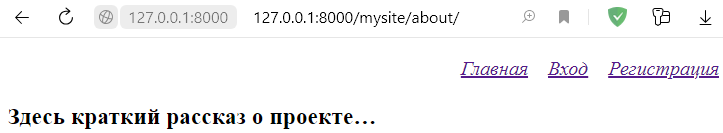 127.0.0.1:8000 127.0.0.1:8000/mysite/about/
Главная Вход Регистрация
Здесь краткий рассказ о проекте…